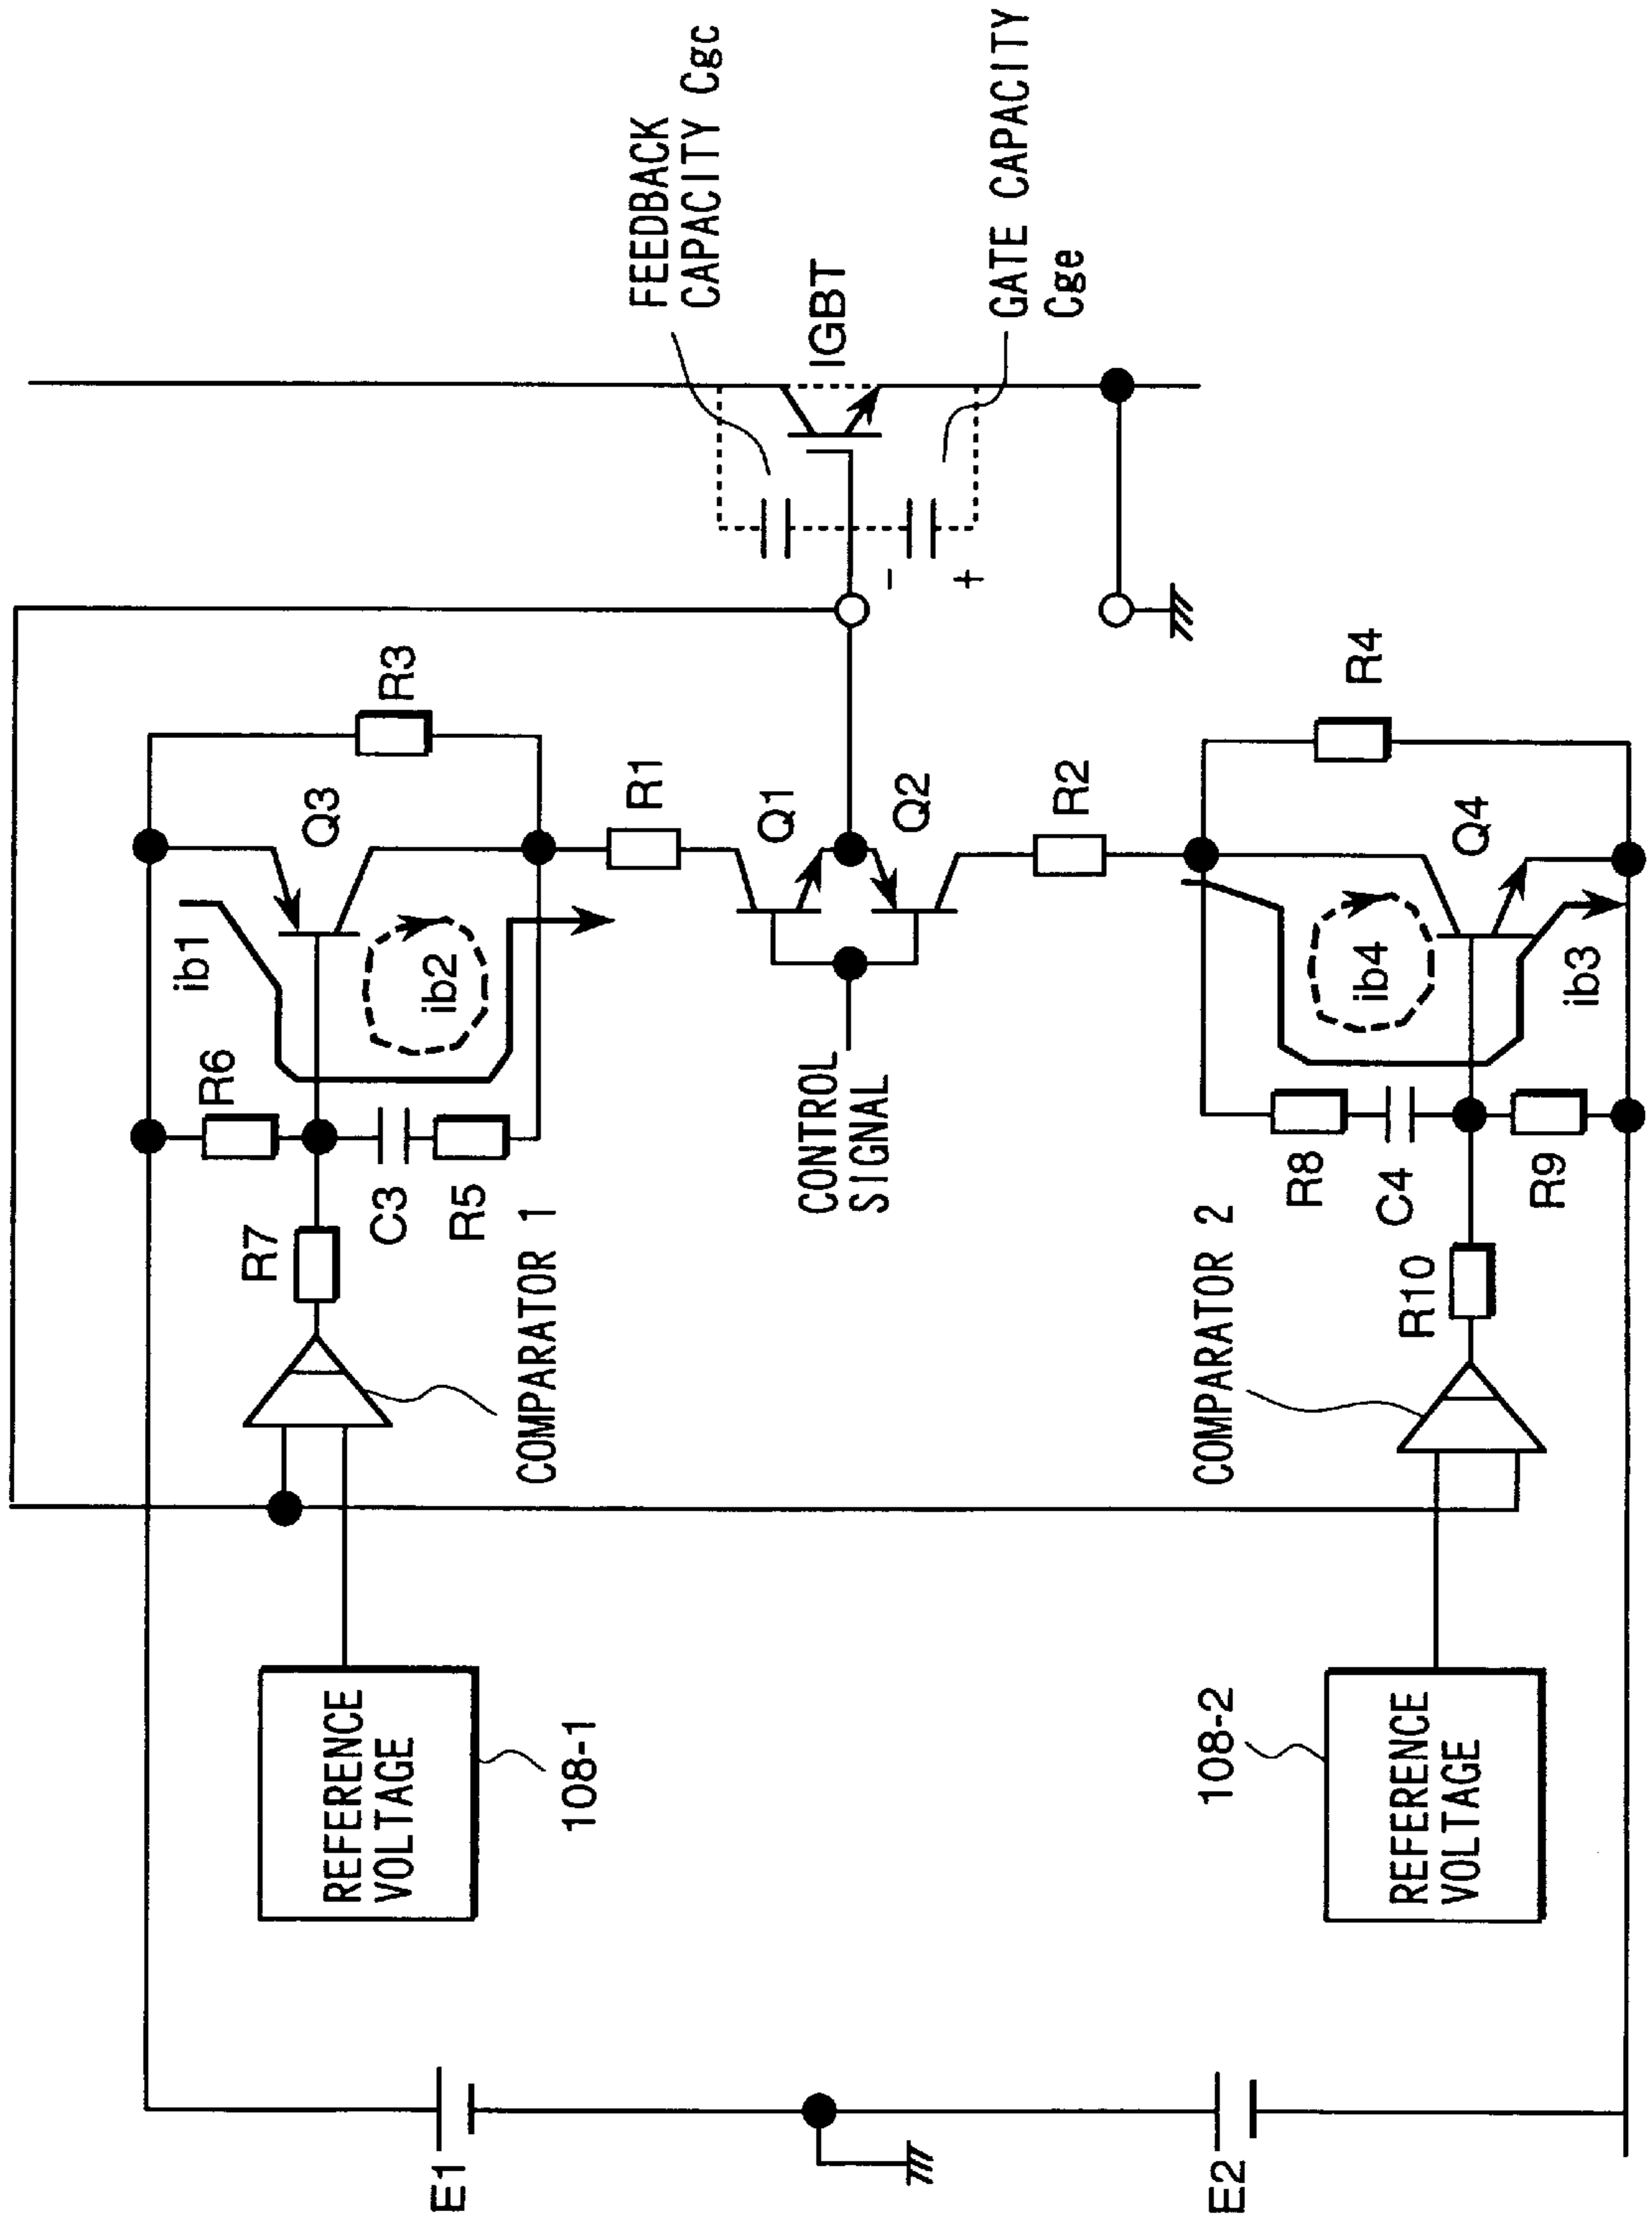 FEEDBACK
CAPACITY Cgc
IGBT
GATE CAPACITY
Cge
-
+
R3
Q3
R1
Q1
Q2
R2
R4
Q4
ib1
ib2
ib4
ib3
R6
C3
R5
R7
CONTROL
SIGNAL
R8
C4
R9
R10
COMPARATOR 1
COMPARATOR 2
REFERENCE
VOLTAGE
108-1
REFERENCE
VOLTAGE
108-2
E1
E2